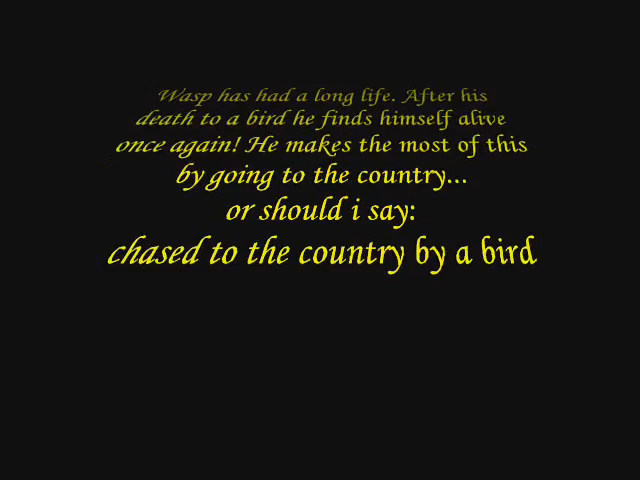 Wasp has had a long life. After his
death to a bird he finds himself alive
once again! He makes the most of this
by going to the country...
or should i say:
chased to the country by a bird